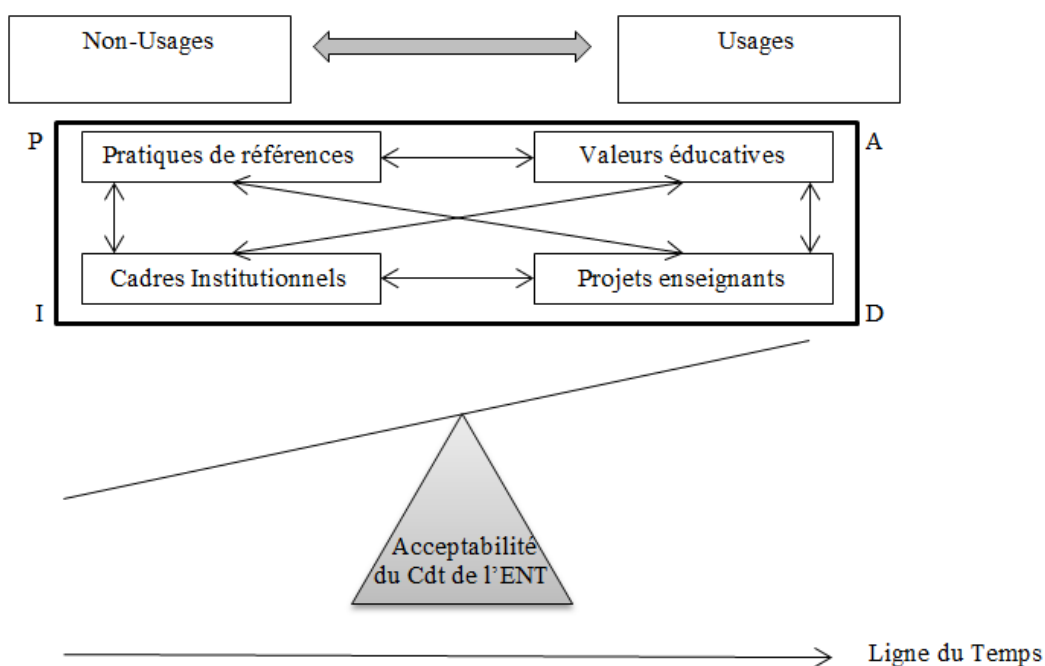 Non-Usages
Usages
P
A
Pratiques de références
Valeurs éducatives
Cadres Institutionnels
Projets enseignants
I
D
Acceptabilité
du Cdt de l’ENT
Ligne du Temps